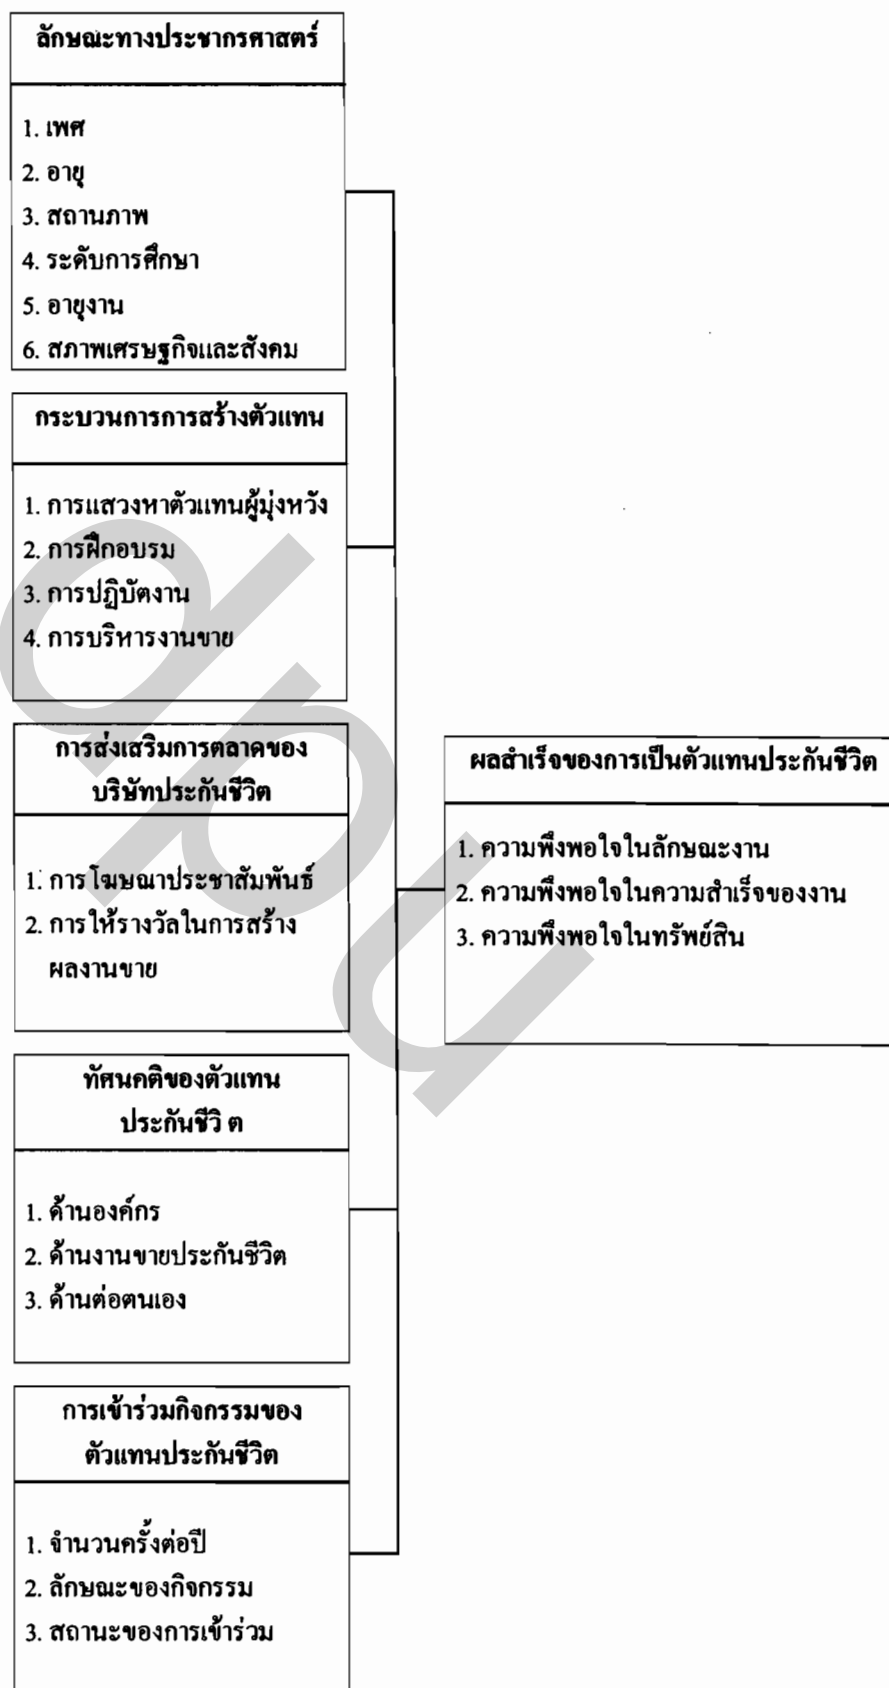 ลักษณะทางประชากรศาสตร์
1. เพศ
2. อายุ
3. สถานภาพ
4. ระดับการศึกษา
5. อายุงาน
6. สภาพเศรษฐกิจและสังคม
กระบวนการการสร้างตัวแทน
1. การแสวงหาตัวแทนผู้มุ่งหวัง
2. การฝึกอบรม
3. การปฏิบัตงาน
4. การบริหารงานขาย
การส่งเสริมการตลาดของ
บริษัทประกันชีวิต
1. การโฆษณาประชาสัมพันธ์
2. การให้รางวัลในการสร้าง
ผลงานขาย
ทัศนคติของตัวแทน
ประกันชีวิ ต
1. ด้านองค์กร
2. ด้านงานขายประกันชีวิต
3. ด้านต่อตนเอง
การเข้าร่วมกิจกรรมของ
ตัวแทนประกันชีวิต
1. จำนวนครั้งต่อปี
2. ลักษณะของกิจกรรม
3. สถานะของการเข้าร่วม
ผลสำเร็จของการเป็นตัวแทนประกันชีวิต
1. ความพึงพอใจในลักษณะงาน
2. ความพึงพอใจในความสำเร็จของงาน
3. ความพึงพอใจในทรัพย์สิน
dpu